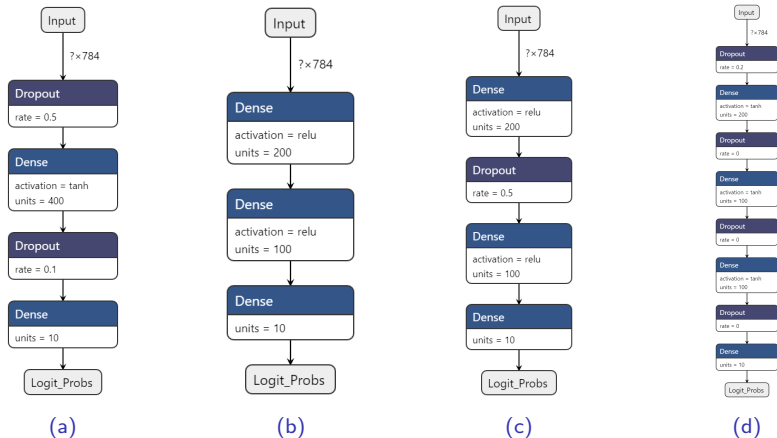 Input
?×784
Dropout
rate = 0.5
Dense
activation = tanh
units = 400
Dropout
rate = 0.1
Dense
units = 10
Logit_Probs
(a)
Input
?×784
Dense
activation = relu
units = 200
Dense
activation = relu
units = 100
Dense
units = 10
Logit_Probs
(b)
Input
?×784
Dense
activation = relu
units = 200
Dropout
rate = 0.5
Dense
activation = relu
units = 100
Dense
units = 10
Logit_Probs
(c)
Input
?×784
Dropout
rate = 0.2
Dense
activation = tanh
units = 200
Dropout
rate = 0
Dense
activation = tanh
units = 100
Dropout
rate = 0
Dense
activation = tanh
units = 100
Dropout
rate = 0
Dense
units = 10
Logit_Probs
(d)